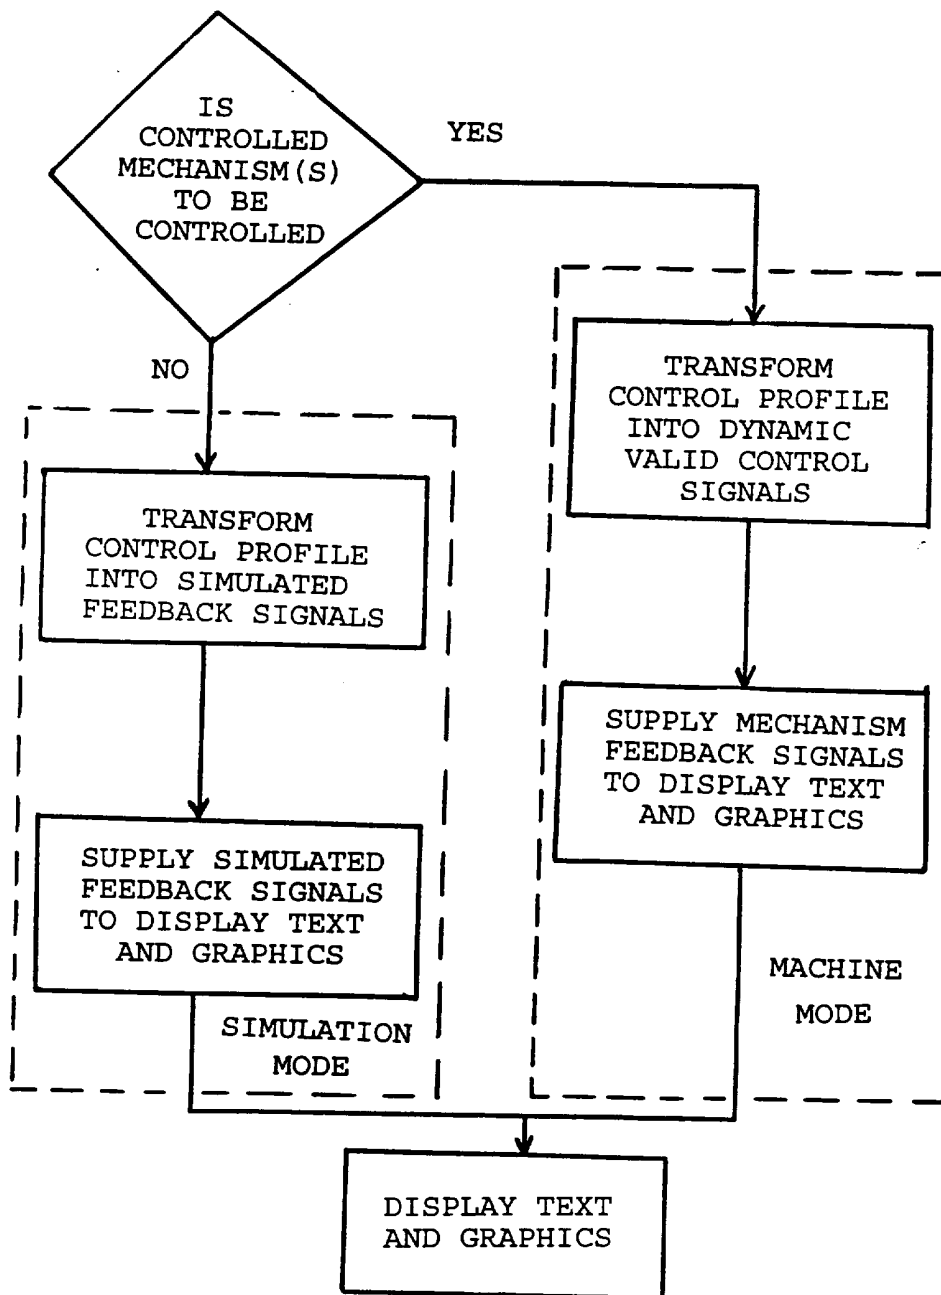 IS
CONTROLLED
MECHANISM(S)
TO BE
CONTROLLED
YES
NO
TRANSFORM
CONTROL PROFILE
INTO DYNAMIC
VALID CONTROL
SIGNALS
TRANSFORM
CONTROL PROFILE
INTO SIMULATED
FEEDBACK SIGNALS
SUPPLY MECHANISM
FEEDBACK SIGNALS
TO DISPLAY TEXT
AND GRAPHICS
SUPPLY SIMULATED
FEEDBACK SIGNALS
TO DISPLAY TEXT
AND GRAPHICS
MACHINE
MODE
SIMULATION
MODE
DISPLAY TEXT
AND GRAPHICS